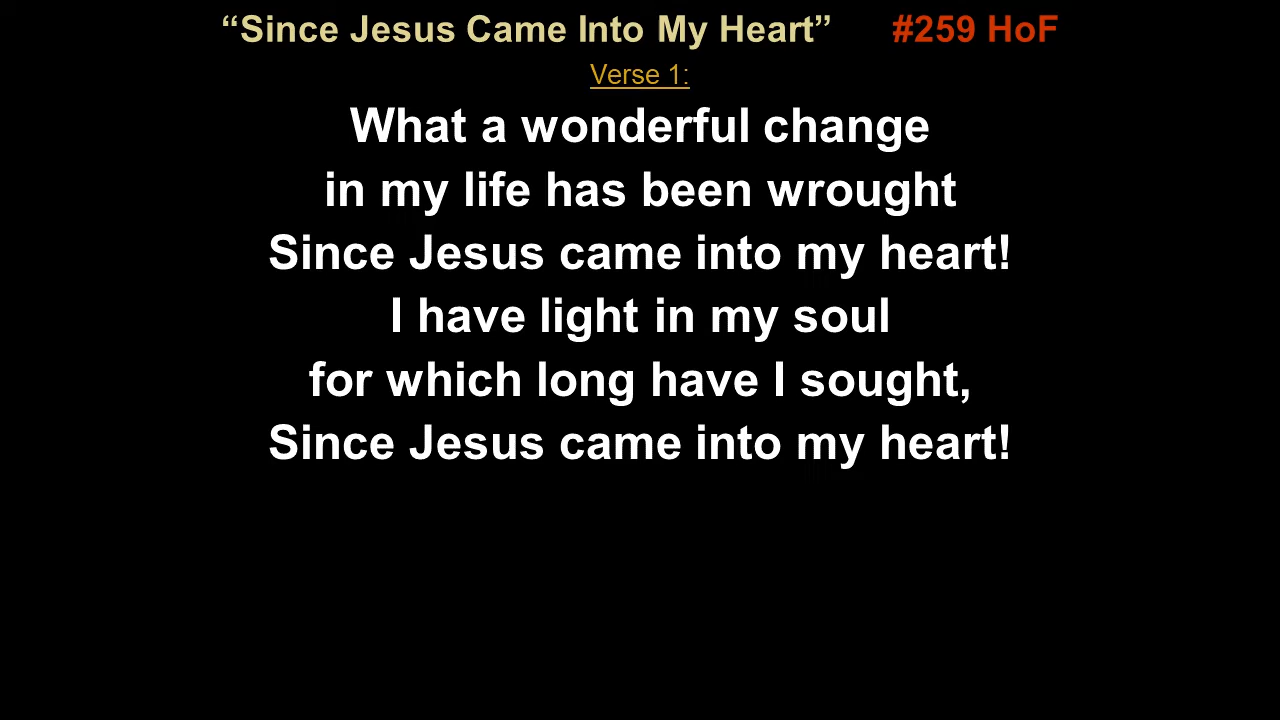 “Since Jesus Came Into My Heart” #259 HoF
Verse 1:
What a wonderful change
in my life has been wrought
Since Jesus came into my heart!
I have light in my soul
for which long have I sought,
Since Jesus came into my heart!